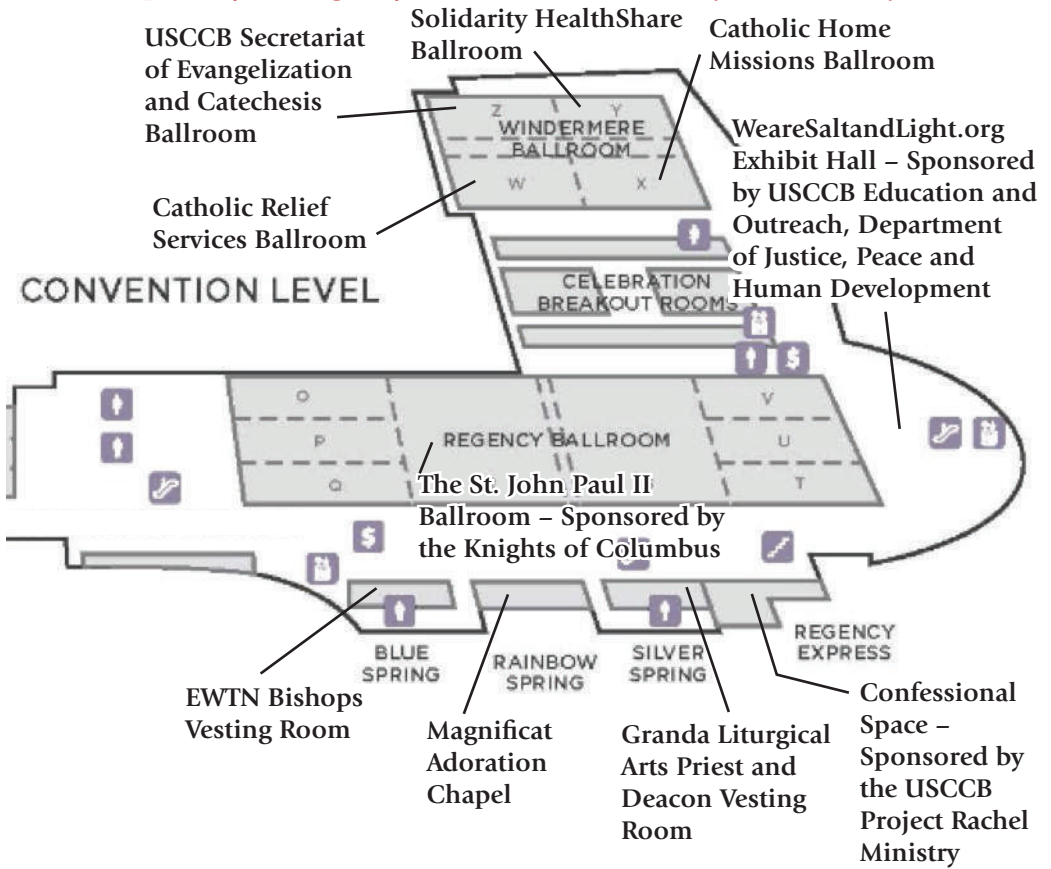 USCCB Secretariat
of Evangelization
and Catechesis
Ballroom
Solidarity HealthShare
Ballroom
Catholic Home
Missions Ballroom
WeareSaltandLight.org
Exhibit Hall – Sponsored
by USCCB Education and
Outreach, Department
of Justice, Peace and
Human Development
Z
Y
WINDERMERE
BALLROOM
W
X
Catholic Relief
Services Ballroom
CONVENTION LEVEL
CELEBRATION
BREAKOUT ROOMS
$
O
V
P
REGENCY BALLROOM
U
Q
T
The St. John Paul II
Ballroom – Sponsored by
the Knights of Columbus
$
BLUE
SPRING
RAINBOW
SPRING
SILVER
SPRING
REGENCY
EXPRESS
EWTN Bishops
Vesting Room
Magnificat
Adoration
Chapel
Granda Liturgical
Arts Priest and
Deacon Vesting
Room
Confessional
Space –
Sponsored by
the USCCB
Project Rachel
Ministry